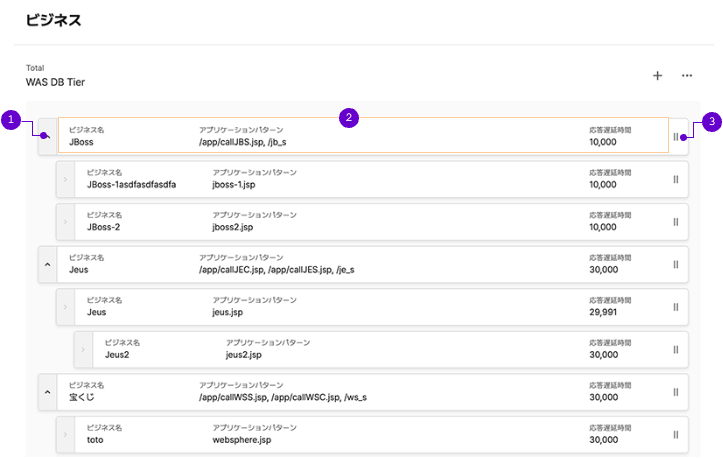 ビジネス
Total
WAS DB Tier
1
2
3
ビジネス名 アプリケーションパターン 応答遅延時間
JBoss /app/callJBS.jsp, /jb_s 10,000
ビジネス名 アプリケーションパターン 応答遅延時間
JBoss-1asdfasdfasdfa jboss-1.jsp 10,000
ビジネス名 アプリケーションパターン 応答遅延時間
JBoss-2 jboss2.jsp 10,000
ビジネス名 アプリケーションパターン 応答遅延時間
Jeus /app/callJEC.jsp, /app/callJES.jsp, /je_s 30,000
ビジネス名 アプリケーションパターン 応答遅延時間
Jeus jeus.jsp 29,991
ビジネス名 アプリケーションパターン 応答遅延時間
Jeus2 jeus2.jsp 30,000
ビジネス名 アプリケーションパターン 応答遅延時間
宝くじ /app/callWSS.jsp, /app/callWSC.jsp, /ws_s 30,000
ビジネス名 アプリケーションパターン 応答遅延時間
toto websphere.jsp 30,000